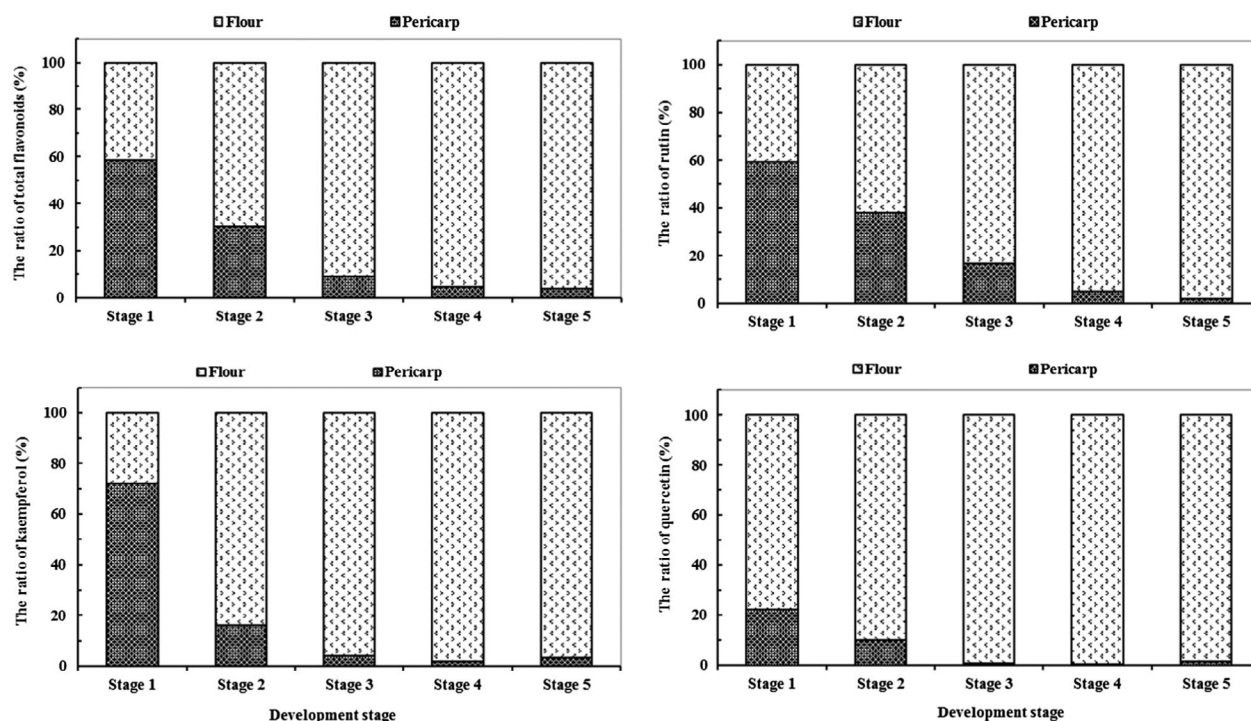 Flour Pericarp
The ratio of total flavonoids (%)
100
80
60
40
20
0
Stage 1 Stage 2 Stage 3 Stage 4 Stage 5
Flour Pericarp
The ratio of rutin (%)
100
80
60
40
20
0
Stage 1 Stage 2 Stage 3 Stage 4 Stage 5
Flour Pericarp
The ratio of kaempferol (%)
100
80
60
40
20
0
Stage 1 Stage 2 Stage 3 Stage 4 Stage 5
Development stage
Flour Pericarp
The ratio of quercetin (%)
100
80
60
40
20
0
Stage 1 Stage 2 Stage 3 Stage 4 Stage 5
Development stage